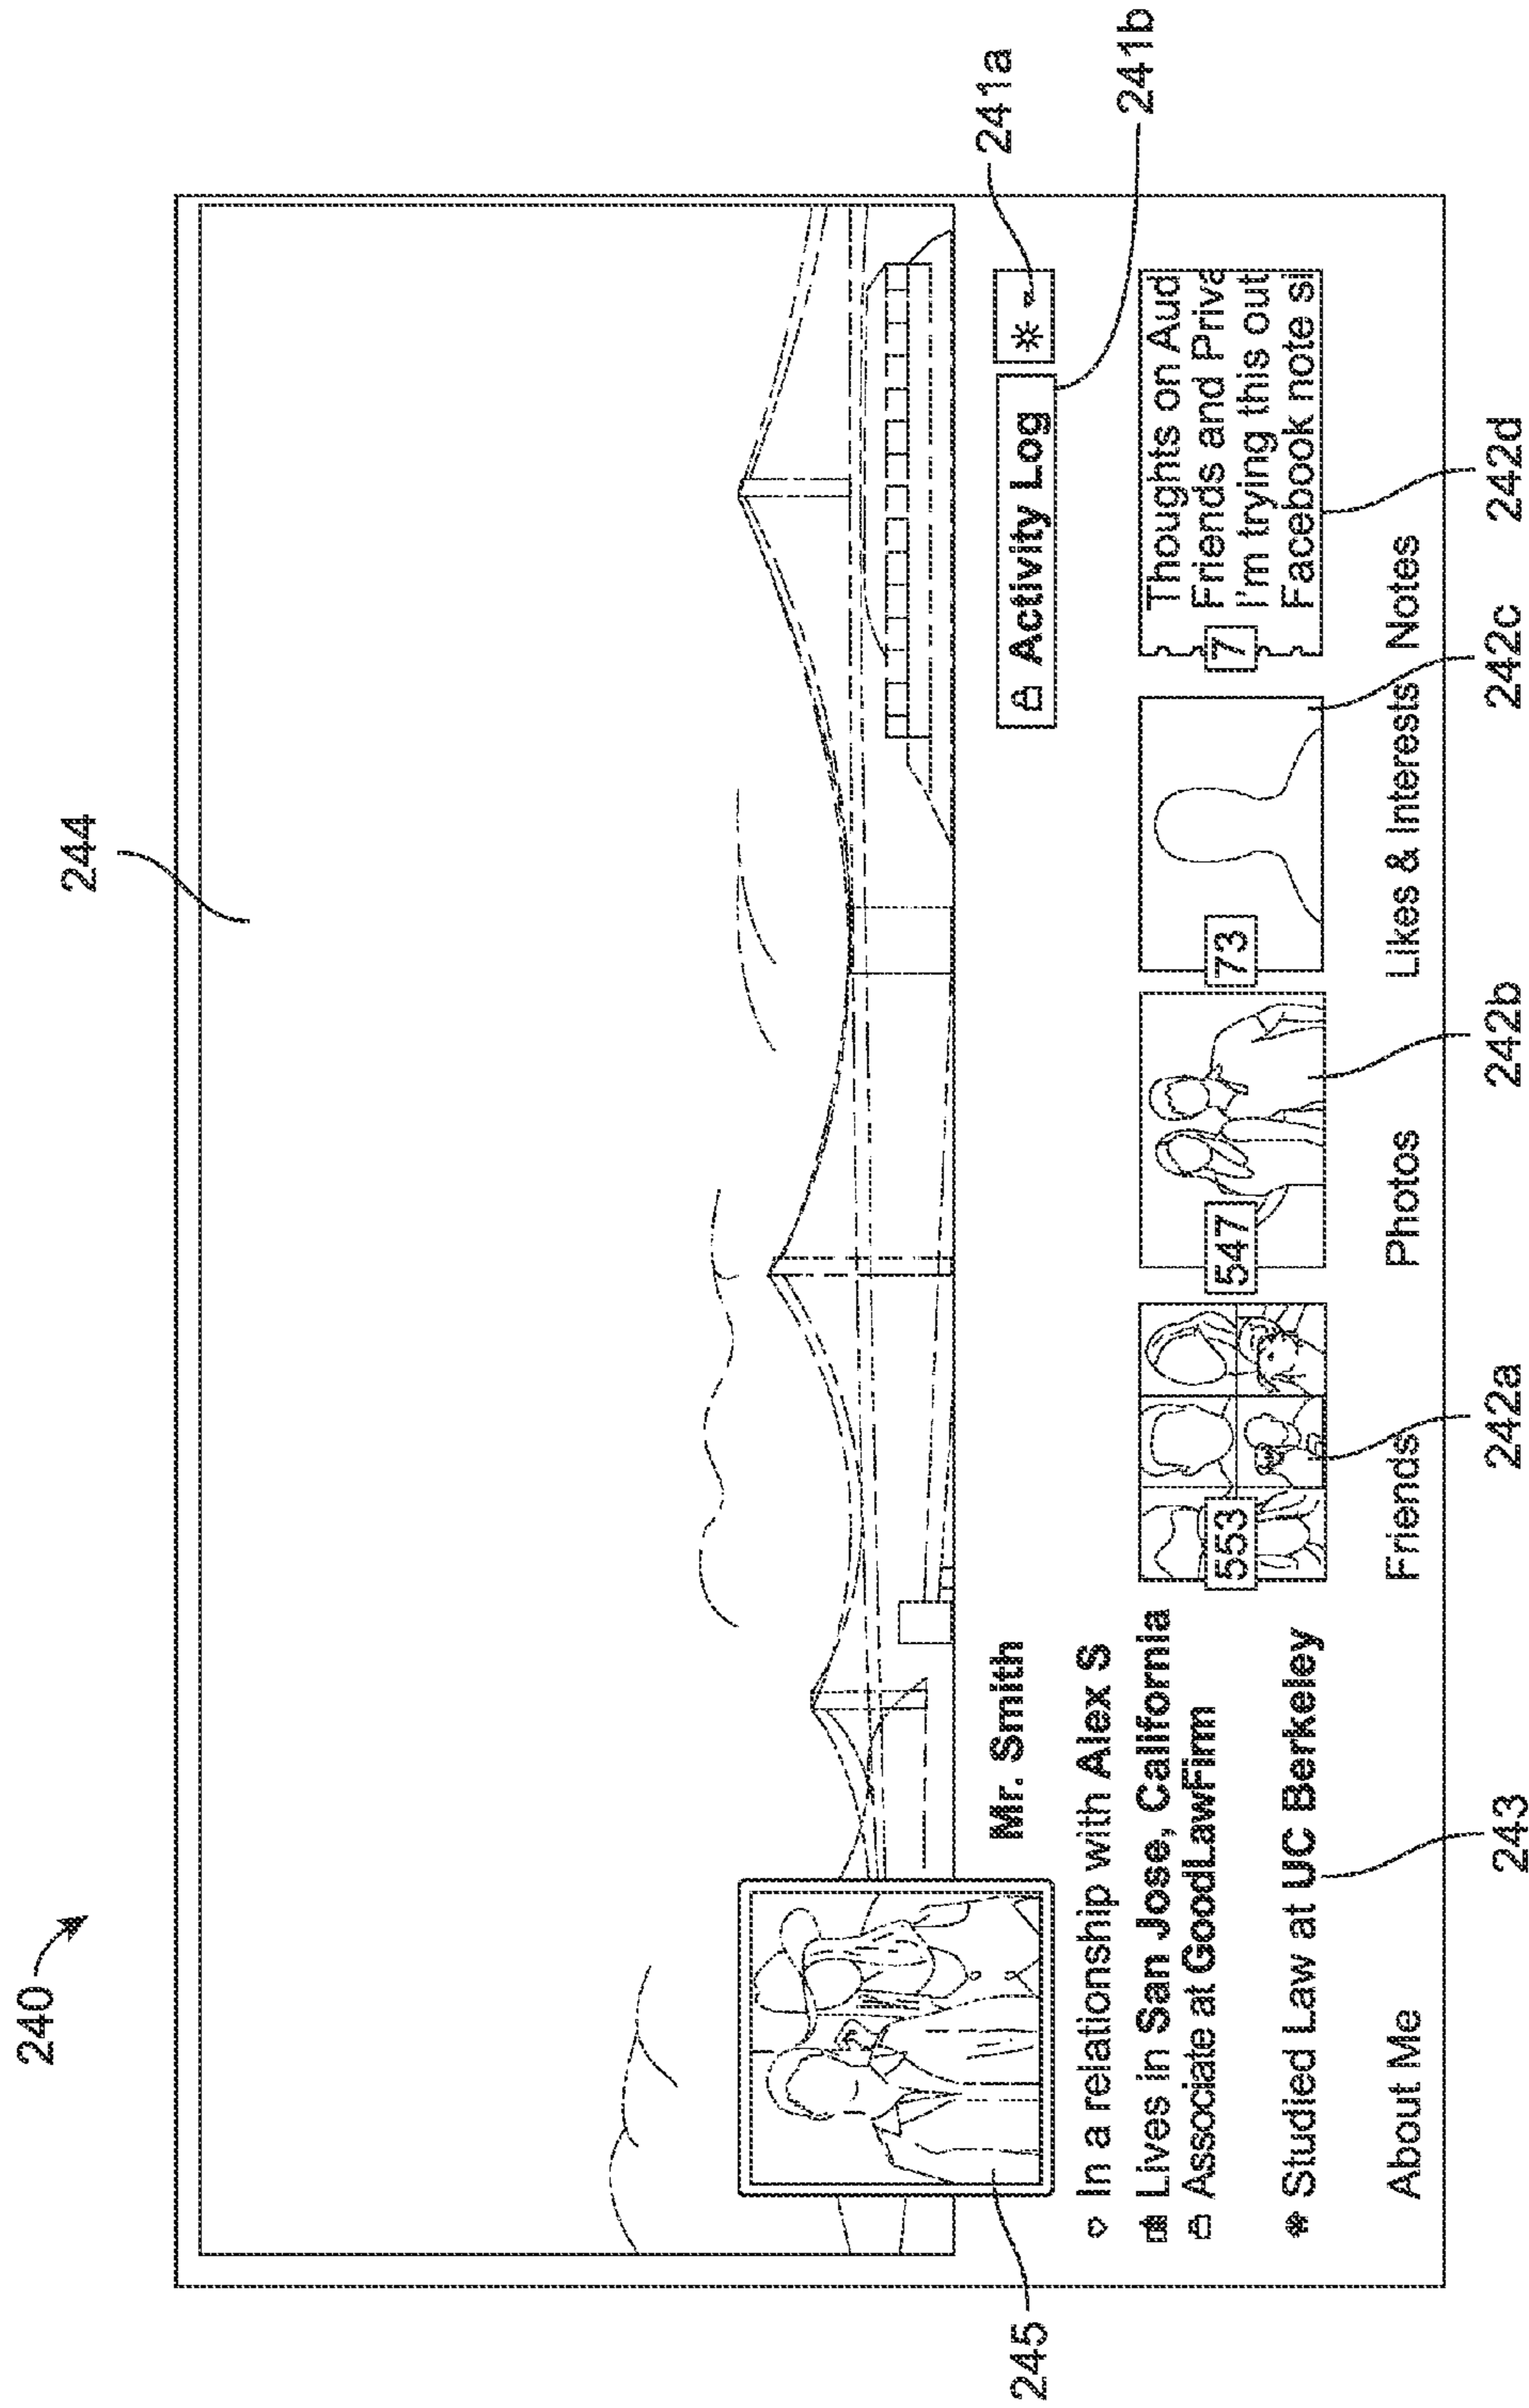 240
244
245
Mr. Smith
Activity Log
241a
241b
In a relationship with Alex S
Lives in San Jose, California
Associate at GoodLawFirm
Studied Law at UC Berkeley
553
547
73
7
Thoughts on Aud
Friends and Priva
I'm trying this out
Facebook note si
About Me
Friends
Photos
Likes & Interests
Notes
243
242a
242b
242c
242d